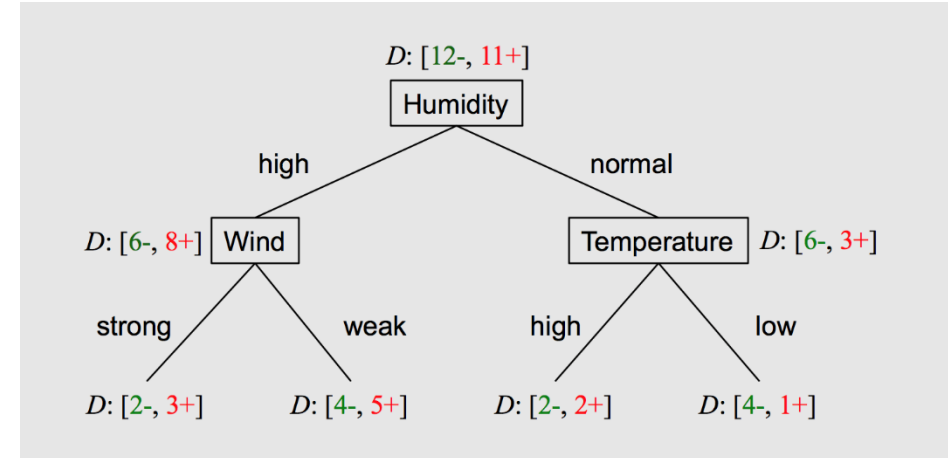 D: [12-, 11+]
Humidity
high normal
D: [6-, 8+] Wind Temperature D: [6-, 3+]
strong weak high low
D: [2-, 3+] D: [4-, 5+] D: [2-, 2+] D: [4-, 1+]